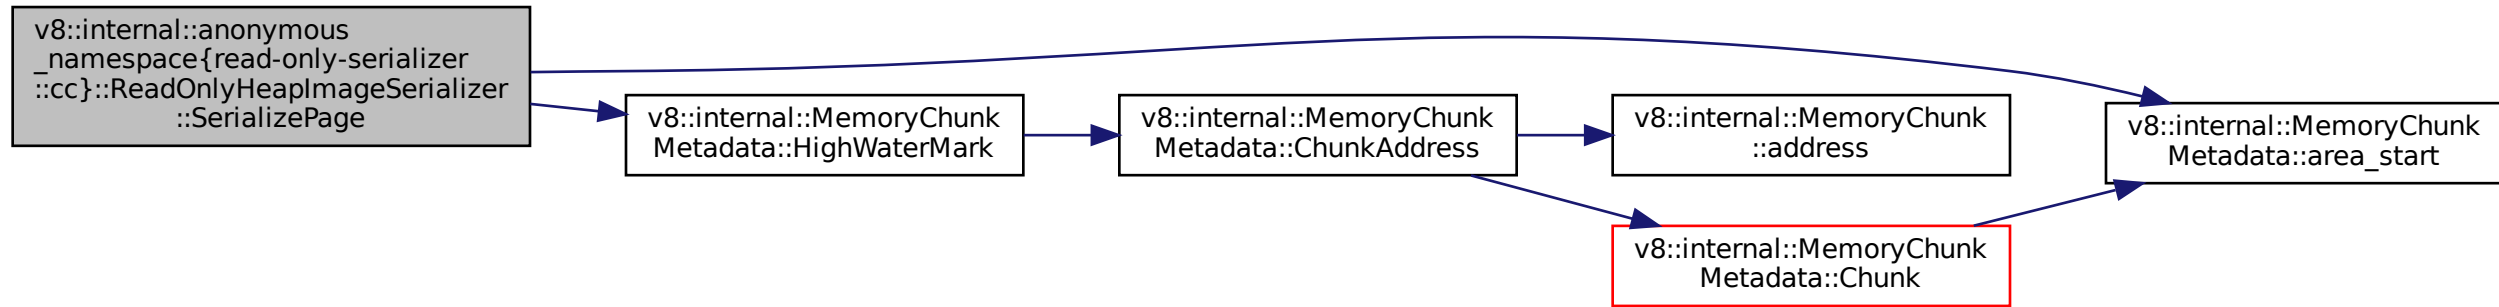 v8::internal::anonymous
_namespace{read-only-serializer
::cc}::ReadOnlyHeapImageSerializer
::SerializePage
v8::internal::MemoryChunk
Metadata::HighWaterMark
v8::internal::MemoryChunk
Metadata::ChunkAddress
v8::internal::MemoryChunk
::address
v8::internal::MemoryChunk
Metadata::area_start
v8::internal::MemoryChunk
Metadata::Chunk